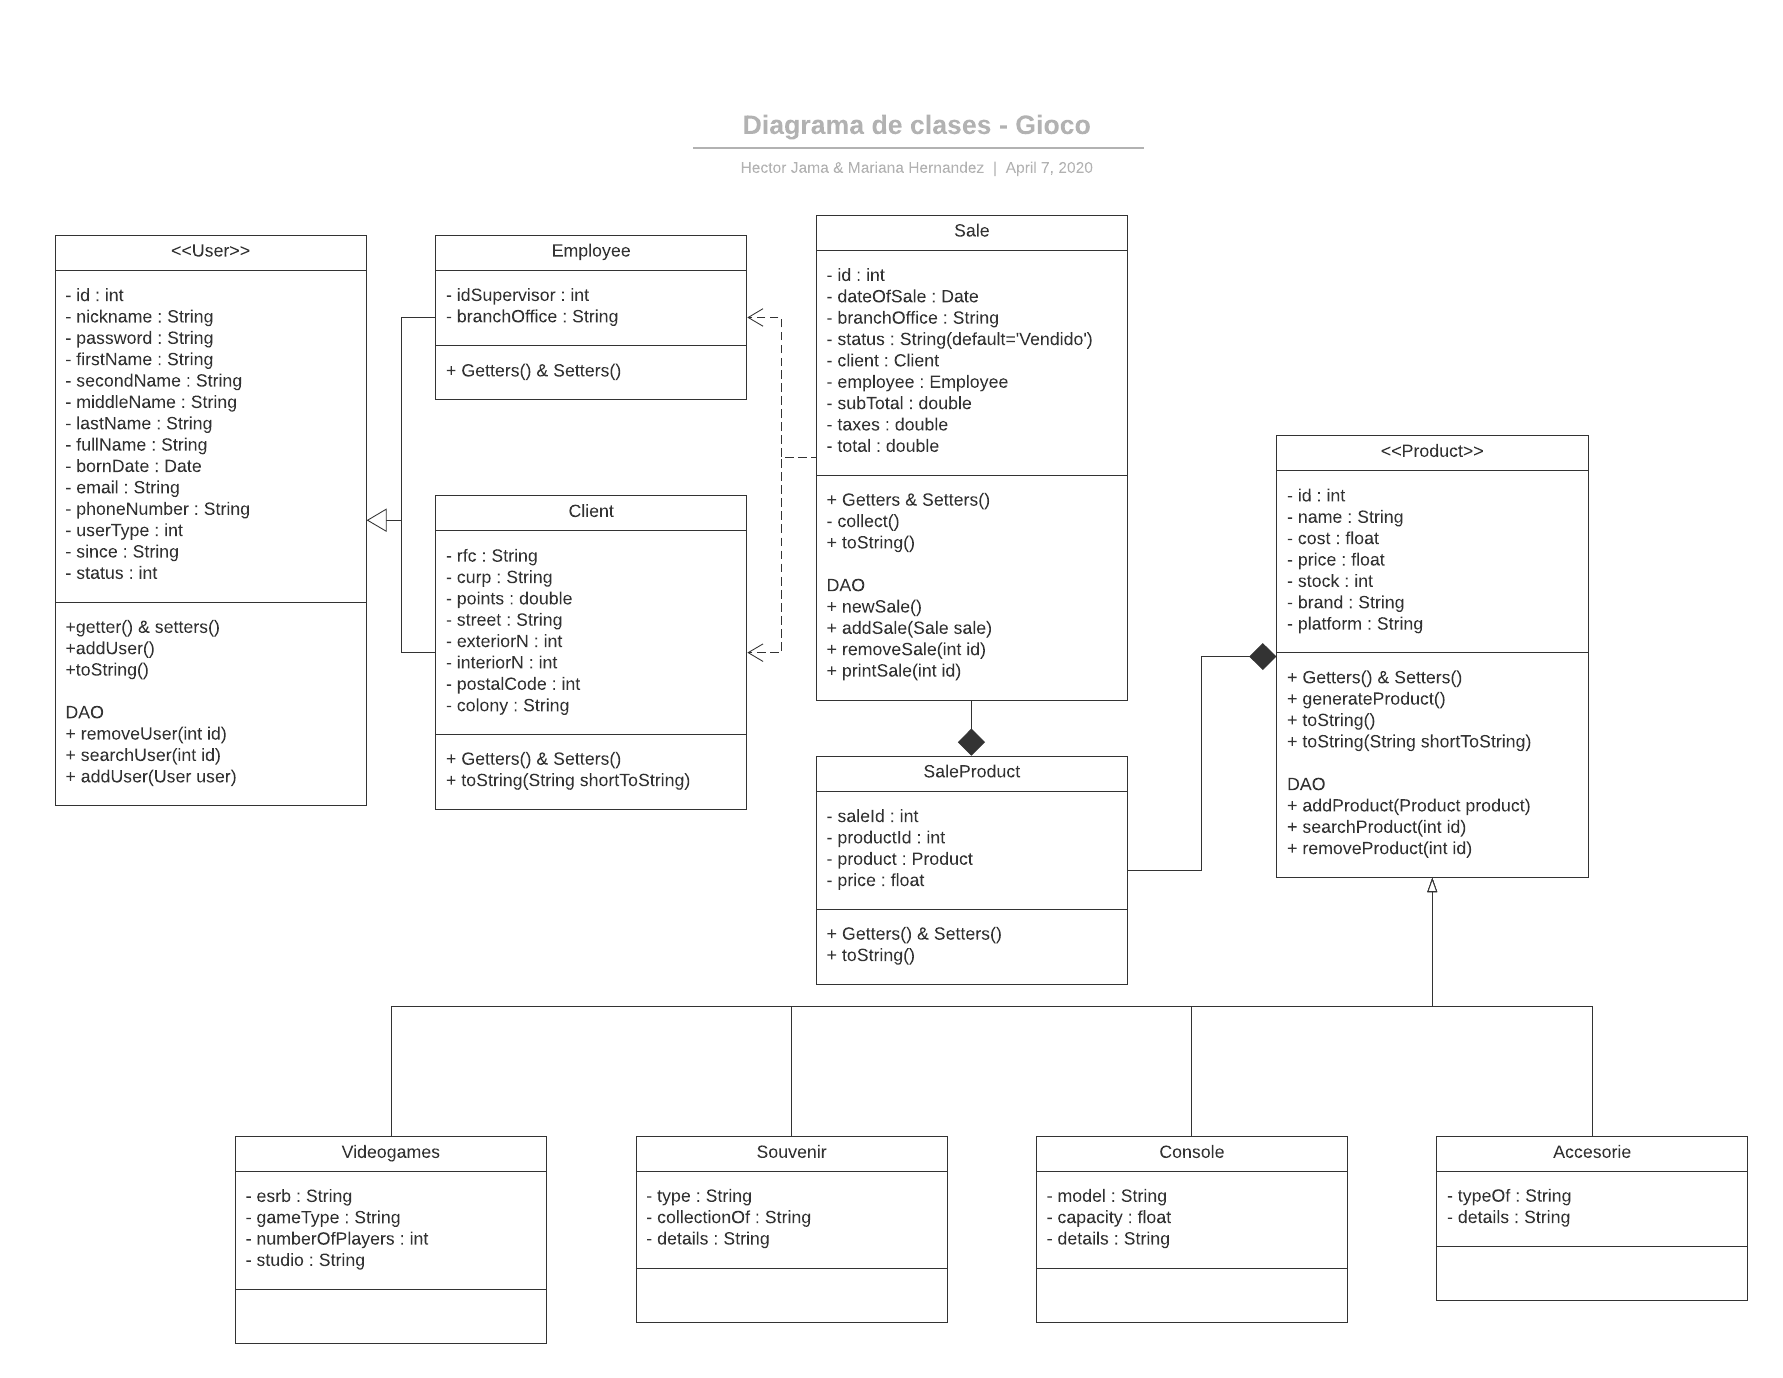 Diagrama de clases - Gioco
Hector Jama & Mariana Hernandez | April 7, 2020
<<User>>
- id : int
- nickname : String
- password : String
- firstName : String
- secondName : String
- middleName : String
- lastName : String
- fullName : String
- bornDate : Date
- email : String
- phoneNumber : String
- userType : int
- since : String
- status : int
+getter() & setters()
+addUser()
+toString()
DAO
+ removeUser(int id)
+ searchUser(int id)
+ addUser(User user)
Employee
- idSupervisor : int
- branchOffice : String
+ Getters() & Setters()
Client
- rfc : String
- curp : String
- points : double
- street : String
- exteriorN : int
- interiorN : int
- postalCode : int
- colony : String
+ Getters() & Setters()
+ toString(String shortToString)
Sale
- id : int
- dateOfSale : Date
- branchOffice : String
- status : String(default='Vendido')
- client : Client
- employee : Employee
- subTotal : double
- taxes : double
- total : double
+ Getters & Setters()
- collect()
+ toString()
DAO
+ newSale()
+ addSale(Sale sale)
+ removeSale(int id)
+ printSale(int id)
SaleProduct
- saleId : int
- productId : int
- product : Product
- price : float
+ Getters() & Setters()
+ toString()
<<Product>>
- id : int
- name : String
- cost : float
- price : float
- stock : int
- brand : String
- platform : String
+ Getters() & Setters()
+ generateProduct()
+ toString()
+ toString(String shortToString)
DAO
+ addProduct(Product product)
+ searchProduct(int id)
+ removeProduct(int id)
Videogames
- esrb : String
- gameType : String
- numberOfPlayers : int
- studio : String
Souvenir
- type : String
- collectionOf : String
- details : String
Console
- model : String
- capacity : float
- details : String
Accesorie
- typeOf : String
- details : String